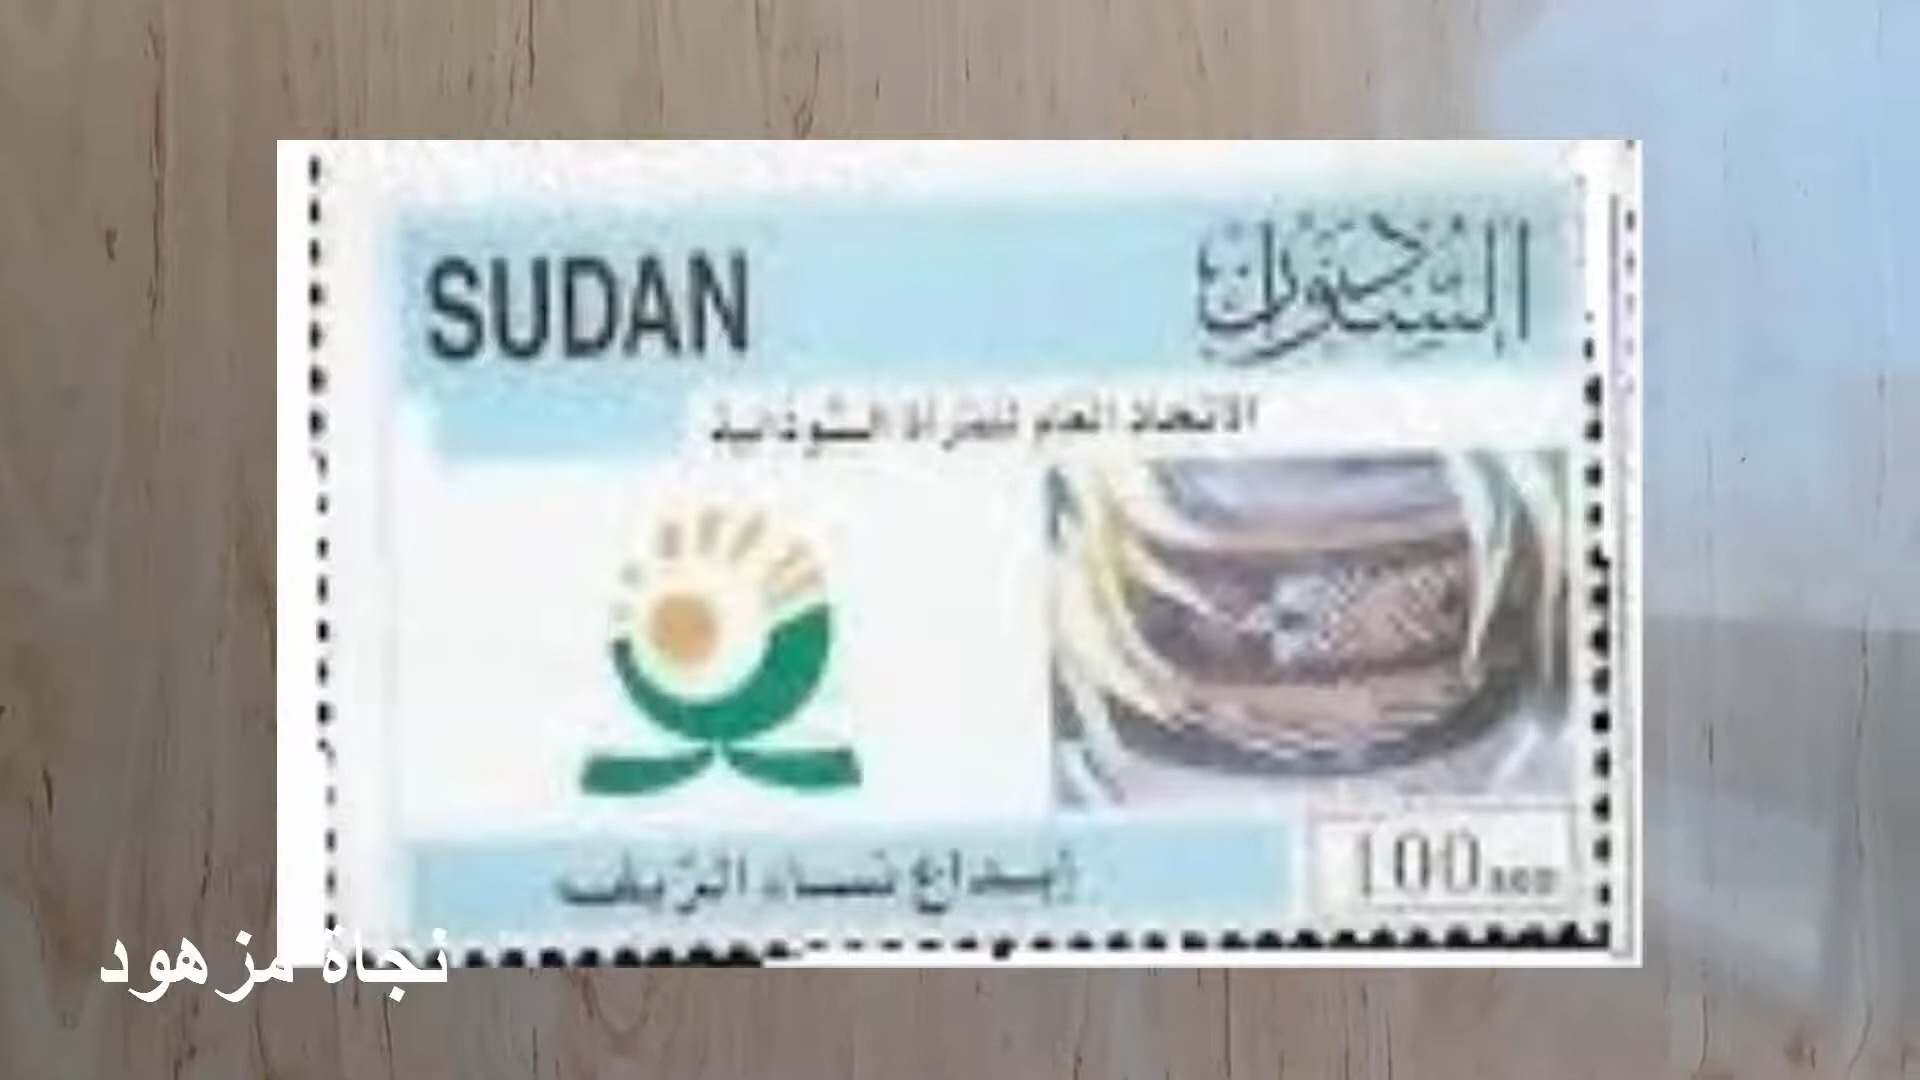 SUDAN
السودان
الاتحاد العام للمرأة السودانية
إبداع نساء الريف
100
نجاة مزهود